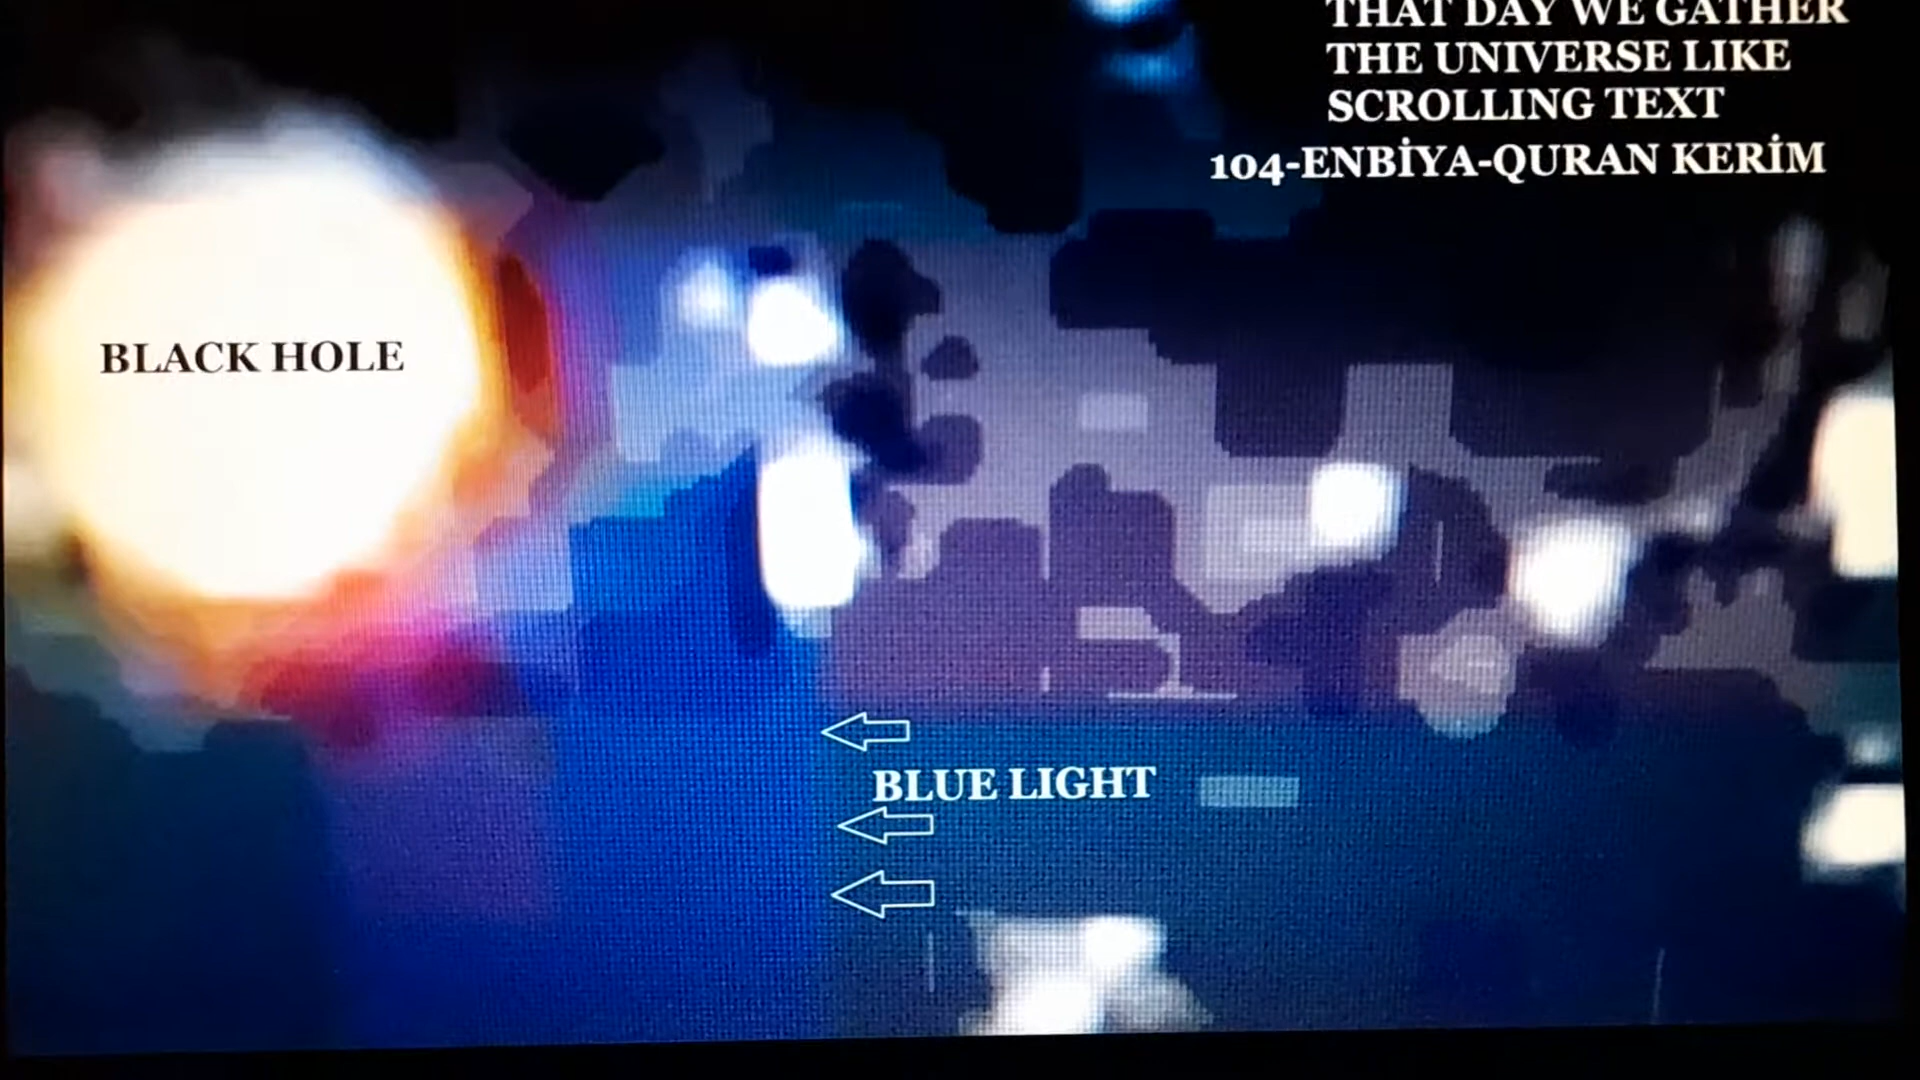 THAT DAY WE GATHER
THE UNIVERSE LIKE
SCROLLING TEXT
104-ENBİYA-QURAN KERİM
BLACK HOLE
BLUE LIGHT